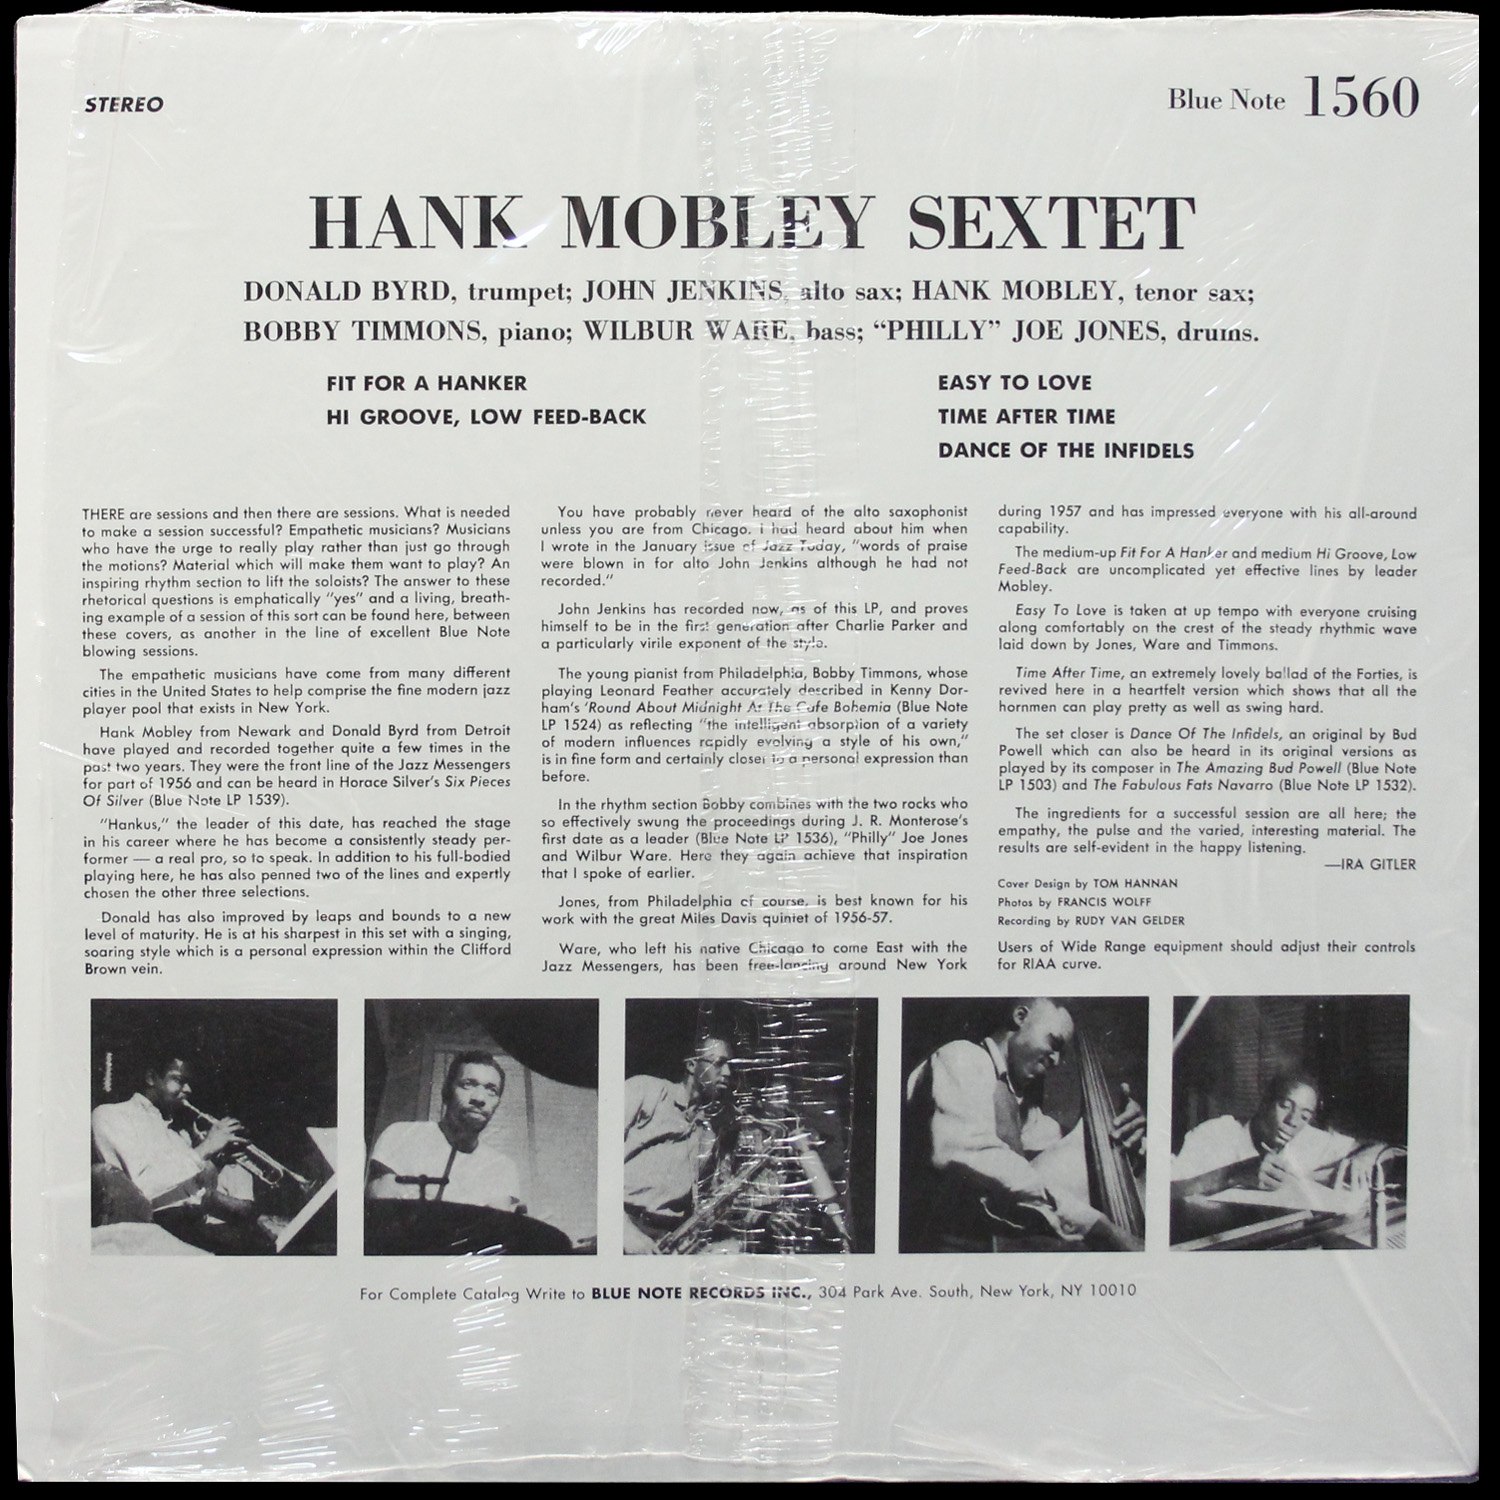 STEREO
Blue Note 1560
HANK MOBLEY SEXTET
DONALD BYRD, trumpet; JOHN JENKINS, alto sax; HANK MOBLEY, tenor sax;
BOBBY TIMMONS, piano; WILBUR WARE, bass; “PHILLY” JOE JONES, drums.
FIT FOR A HANKER
HI GROOVE, LOW FEED-BACK
EASY TO LOVE
TIME AFTER TIME
DANCE OF THE INFIDELS
THERE are sessions and then there are sessions. What is needed
to make a session successful? Empathetic musicians? Musicians
who have the urge to really play rather than just go through
the motions? Material which will make them want to play? An
inspiring rhythm section to lift the soloists? The answer to these
rhetorical questions is emphatically "yes" and a living, breath-
ing example of a session of this sort can be found here, between
these covers, as another in the line of excellent Blue Note
blowing sessions.
The empathetic musicians have come from many different
cities in the United States to help comprise the fine modern jazz
player pool that exists in New York.
Hank Mobley from Newark and Donald Byrd from Detroit
have played and recorded together quite a few times in the
past two years. They were the front line of the Jazz Messengers
for part of 1956 and can be heard in Horace Silver's Six Pieces
Of Silver (Blue Note LP 1539).
"Hankus," the leader of this date, has reached the stage
in his career where he has become a consistently steady per-
former — a real pro, so to speak. In addition to his full-bodied
playing here, he has also penned two of the lines and expertly
chosen the other three selections.
Donald has also improved by leaps and bounds to a new
level of maturity. He is at his sharpest in this set with a singing,
soaring style which is a personal expression within the Clifford
Brown vein.
You have probably never heard of the alto saxophonist
unless you are from Chicago. I had heard about him when
I wrote in the January issue of Jazz Today, "words of praise
were blown in for alto John Jenkins although he had not
recorded."
John Jenkins has recorded now, as of this LP, and proves
himself to be in the first generation after Charlie Parker and
a particularly virile exponent of the style.
The young pianist from Philadelphia, Bobby Timmons, whose
playing Leonard Feather accurately described in Kenny Dor-
ham's 'Round About Midnight At The Cafe Bohemia (Blue Note
LP 1524) as reflecting "the intelligent absorption of a variety
of modern influences rapidly evolving a style of his own,"
is in fine form and certainly closer to a personal expression than
before.
In the rhythm section Bobby combines with the two rocks who
so effectively swung the proceedings during J. R. Monterose's
first date as a leader (Blue Note LP 1536), "Philly" Joe Jones
and Wilbur Ware. Here they again achieve that inspiration
that I spoke of earlier.
Jones, from Philadelphia of course, is best known for his
work with the great Miles Davis quintet of 1956-57.
Ware, who left his native Chicago to come East with the
Jazz Messengers, has been free-lancing around New York
during 1957 and has impressed everyone with his all-around
capability.
The medium-up Fit For A Hanker and medium Hi Groove, Low
Feed-Back are uncomplicated yet effective lines by leader
Mobley.
Easy To Love is taken at up tempo with everyone cruising
along comfortably on the crest of the steady rhythmic wave
laid down by Jones, Ware and Timmons.
Time After Time, an extremely lovely ballad of the Forties, is
revived here in a heartfelt version which shows that all the
hornmen can play pretty as well as swing hard.
The set closer is Dance Of The Infidels, an original by Bud
Powell which can also be heard in its original versions as
played by its composer in The Amazing Bud Powell (Blue Note
LP 1503) and The Fabulous Fats Navarro (Blue Note LP 1532).
The ingredients for a successful session are all here; the
empathy, the pulse and the varied, interesting material. The
results are self-evident in the happy listening.
—IRA GITLER
Cover Design by TOM HANNAN
Photos by FRANCIS WOLFF
Recording by RUDY VAN GELDER
Users of Wide Range equipment should adjust their controls
for RIAA curve.
For Complete Catalog Write to BLUE NOTE RECORDS INC., 304 Park Ave. South, New York, NY 10010